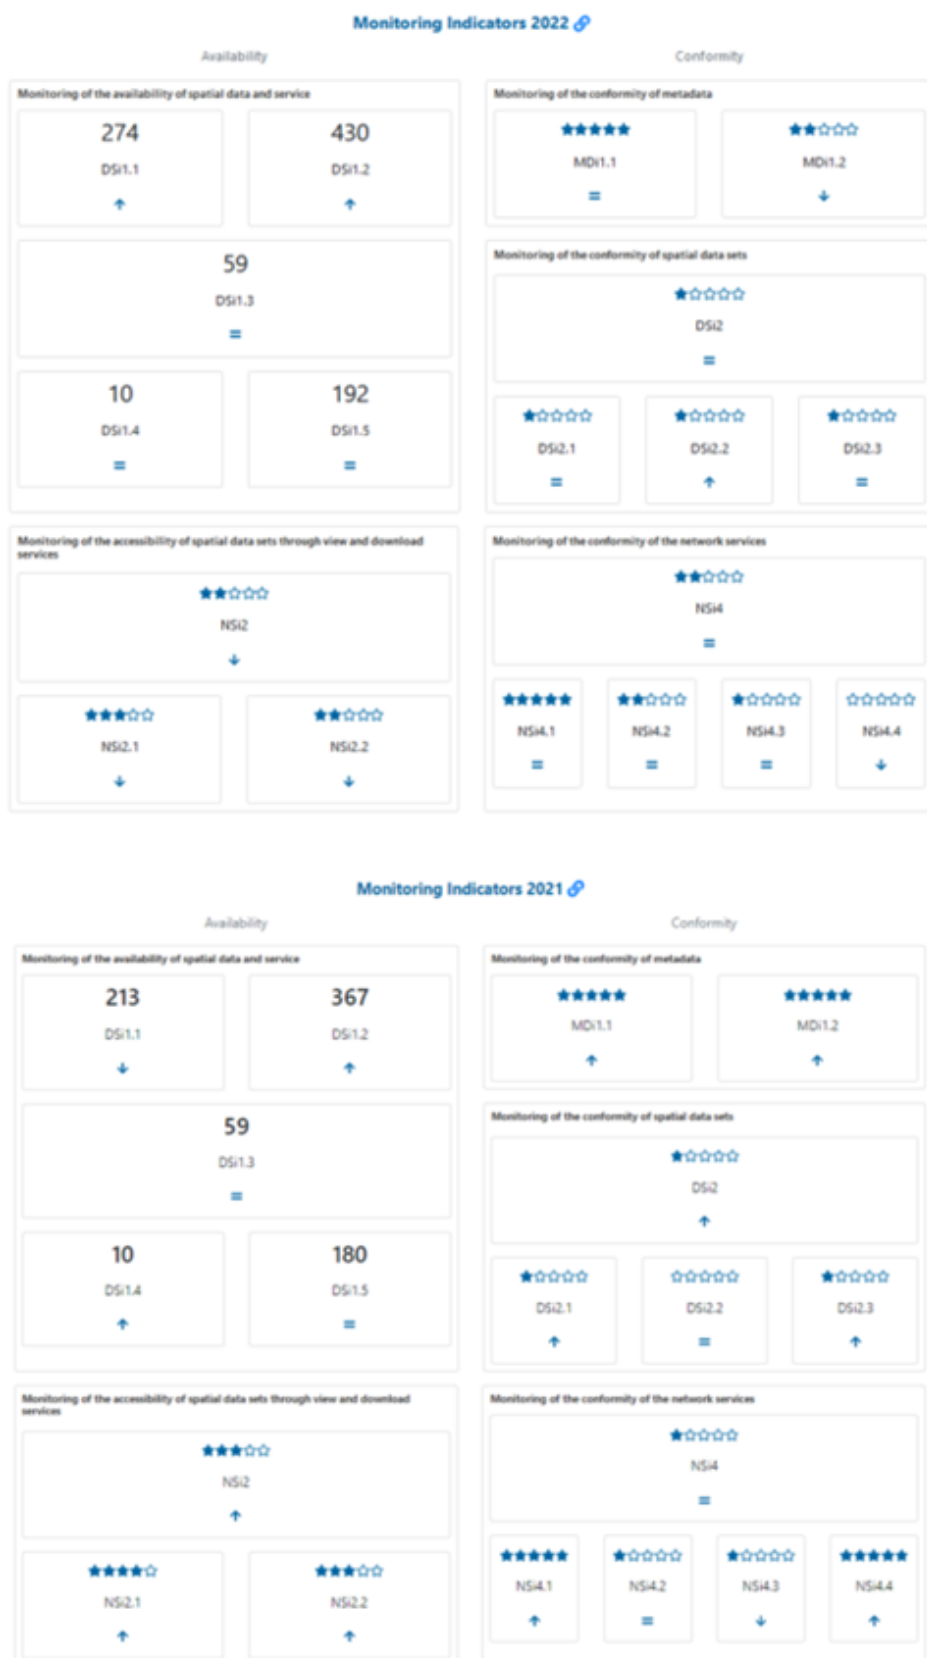 Monitoring Indicators 2022
Availability
Conformity
Monitoring of the availability of spatial data and service
274
430
DSi1.1
DSi1.2
59
DSi1.3
10
192
DSi1.4
DSi1.5
Monitoring of the conformity of metadata
MDi1.1
MDi1.2
Monitoring of the conformity of spatial data sets
DSi2
DSi2.1
DSi2.2
DSi2.3
Monitoring of the accessibility of spatial data sets through view and download
services
NSi2
NSi2.1
NSi2.2
Monitoring of the conformity of the network services
NSi4
NSi4.1
NSi4.2
NSi4.3
NSi4.4
Monitoring Indicators 2021
Availability
Conformity
Monitoring of the availability of spatial data and service
213
367
DSi1.1
DSi1.2
59
DSi1.3
10
180
DSi1.4
DSi1.5
Monitoring of the conformity of metadata
MDi1.1
MDi1.2
Monitoring of the conformity of spatial data sets
DSi2
DSi2.1
DSi2.2
DSi2.3
Monitoring of the accessibility of spatial data sets through view and download
services
NSi2
NSi2.1
NSi2.2
Monitoring of the conformity of the network services
NSi4
NSi4.1
NSi4.2
NSi4.3
NSi4.4